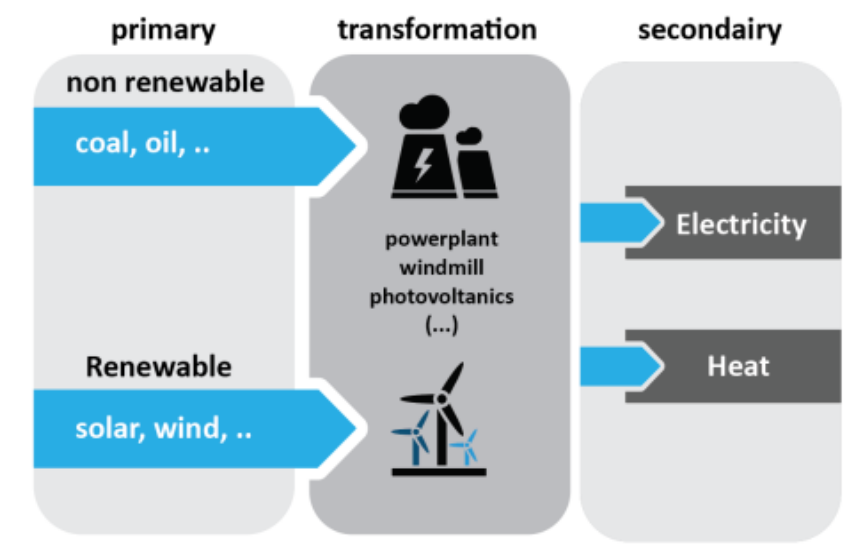 primary
transformation
secondairy
non renewable
coal, oil, ..
powerplant
windmill
photovoltanics
(...)
Renewable
solar, wind, ..
Electricity
Heat